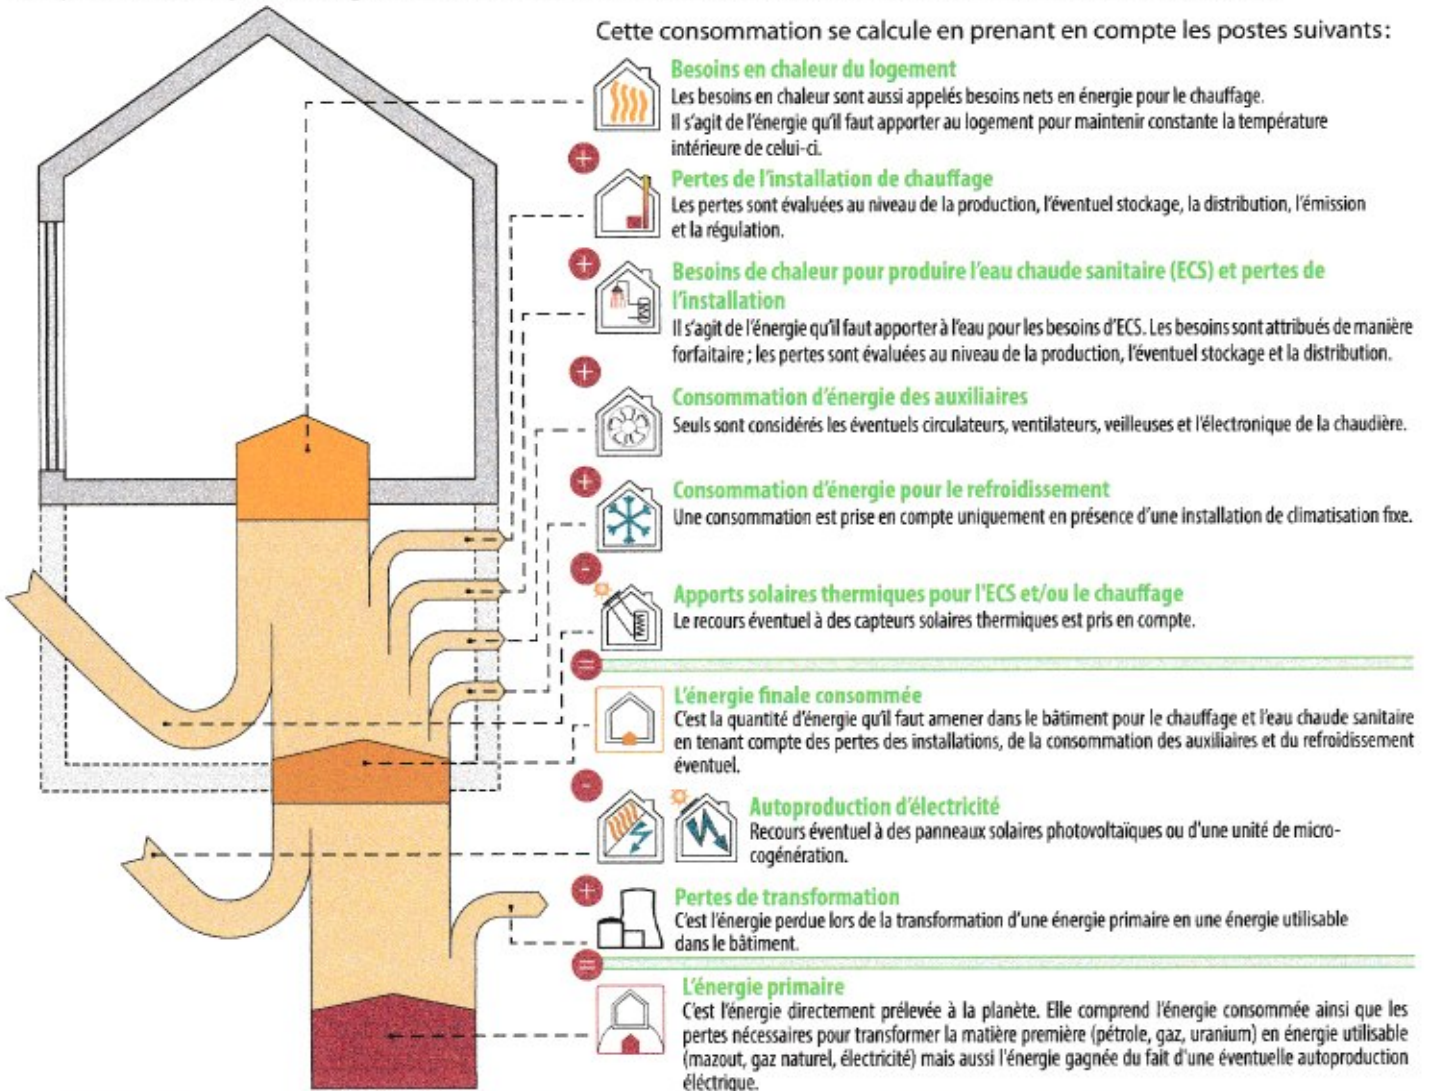 Cette consommation se calcule en prenant en compte les postes suivants:
Besoins en chaleur du logement
Les besoins en chaleur sont aussi appelés besoins nets en énergie pour le chauffage.
Il s'agit de l'énergie qu'il faut apporter au logement pour maintenir constante la température
intérieure de celui-ci.
+
Pertes de l'installation de chauffage
Les pertes sont évaluées au niveau de la production, l'éventuel stockage, la distribution, l'émission
et la régulation.
+
Besoins de chaleur pour produire l'eau chaude sanitaire (ECS) et pertes de
l'installation
Il s'agit de l'énergie qu'il faut apporter à l'eau pour les besoins d'ECS. Les besoins sont attribués de manière
forfaitaire ; les pertes sont évaluées au niveau de la production, l'éventuel stockage et la distribution.
+
Consommation d'énergie des auxiliaires
Seuls sont considérés les éventuels circulateurs, ventilateurs, veilleuses et l'électronique de la chaudière.
+
Consommation d'énergie pour le refroidissement
Une consommation est prise en compte uniquement en présence d'une installation de climatisation fixe.
-
Apports solaires thermiques pour l'ECS et/ou le chauffage
Le recours éventuel à des capteurs solaires thermiques est pris en compte.
=
L'énergie finale consommée
C'est la quantité d'énergie qu'il faut amener dans le bâtiment pour le chauffage et l'eau chaude sanitaire
en tenant compte des pertes des installations, de la consommation des auxiliaires et du refroidissement
éventuel.
-
Autoproduction d'électricité
Recours éventuel à des panneaux solaires photovoltaïques ou d'une unité de micro-
cogénération.
+
Pertes de transformation
C'est l'énergie perdue lors de la transformation d'une énergie primaire en une énergie utilisable
dans le bâtiment.
=
L'énergie primaire
C'est l'énergie directement prélevée à la planète. Elle comprend l'énergie consommée ainsi que les
pertes nécessaires pour transformer la matière première (pétrole, gaz, uranium) en énergie utilisable
(mazout, gaz naturel, électricité) mais aussi l'énergie gagnée du fait d'une éventuelle autoproduction
éléctrique.